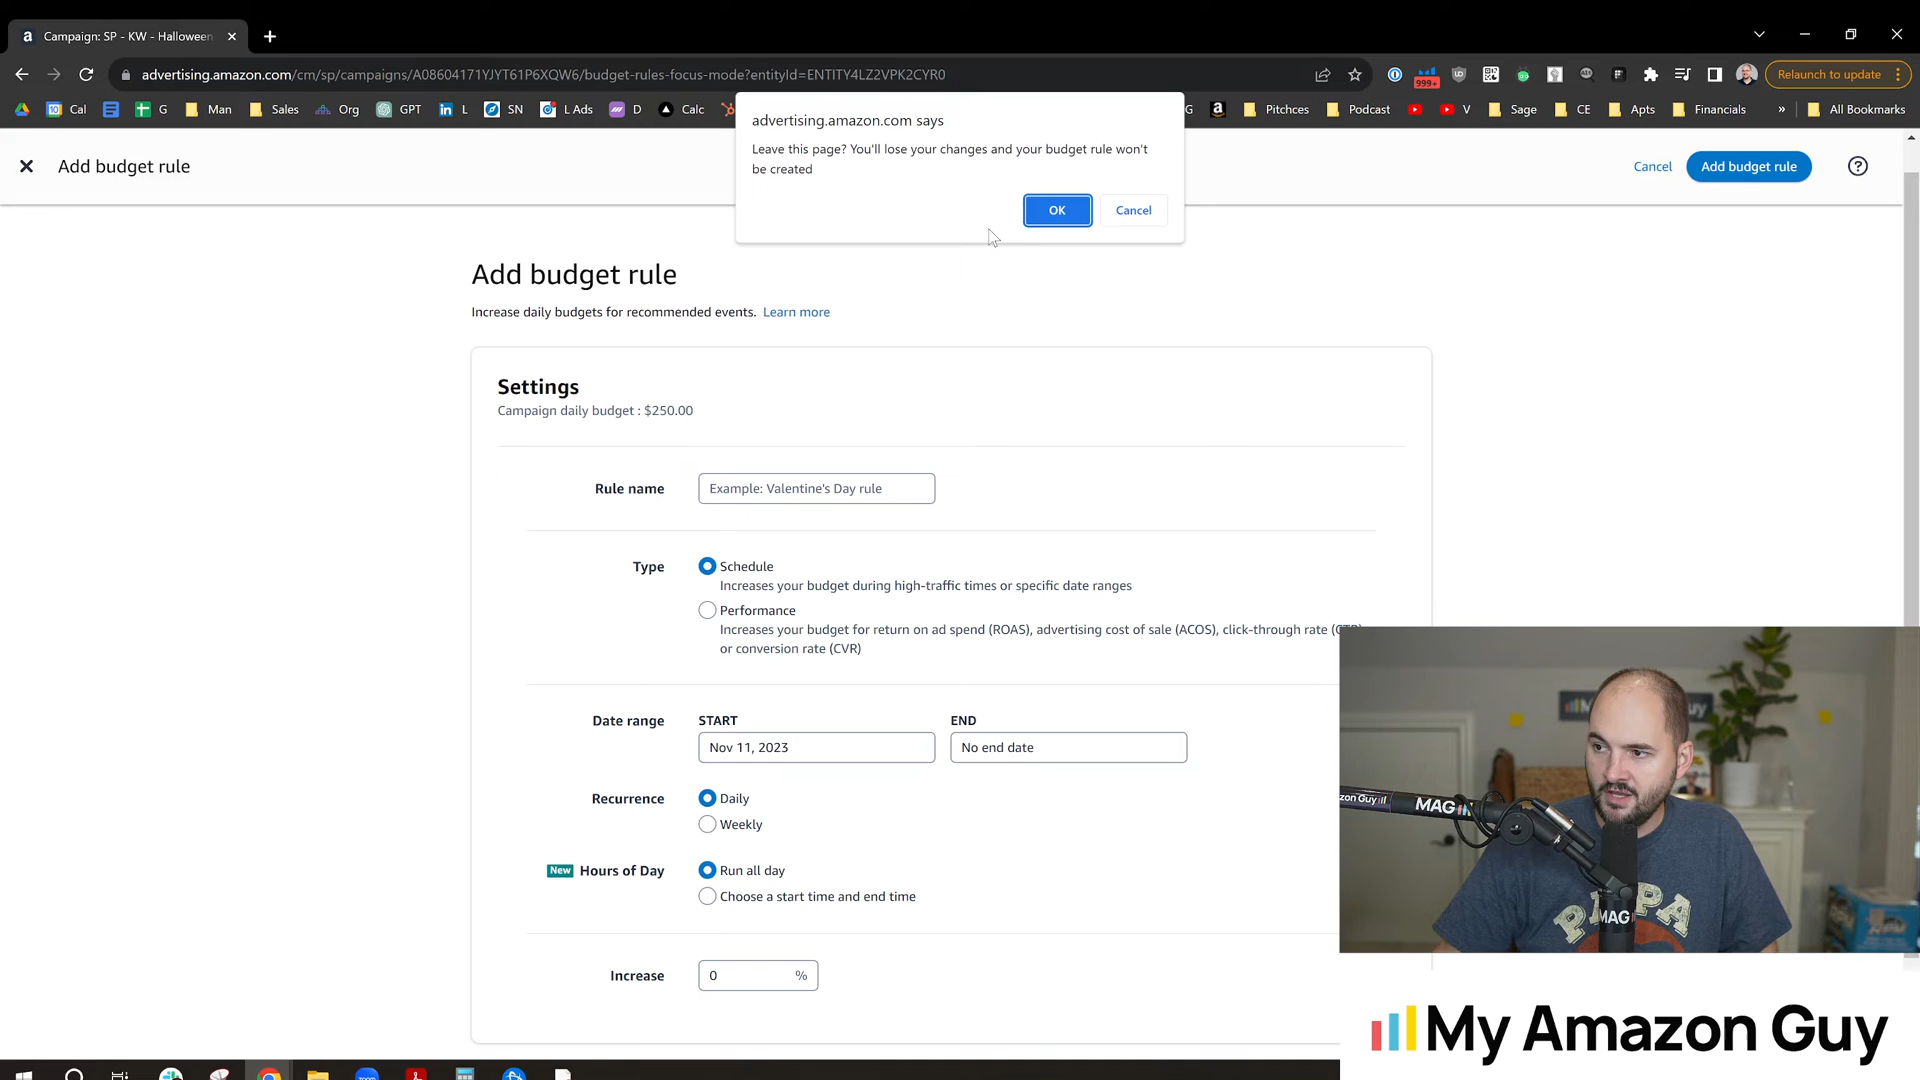 Campaign: SP - KW - Halloween
advertising.amazon.com/cm/sp/campaigns/A08604171YJYT61P6XQW6/budget-rules-focus-mode?entityId=ENTITY4LZ2VPK2CYR0
999+
Relaunch to update
Cal
G
Man
Sales
Org
GPT
L
SN
L Ads
D
Calc
G
Pitchces
Podcast
V
Sage
CE
Apts
Financials
»
All Bookmarks
advertising.amazon.com says
Leave this page? You'll lose your changes and your budget rule won't
be created
OK
Cancel
Add budget rule
Cancel
Add budget rule
Add budget rule
Increase daily budgets for recommended events. Learn more
Settings
Campaign daily budget : $250.00
Rule name
Example: Valentine's Day rule
Type
Schedule
Increases your budget during high-traffic times or specific date ranges
Performance
Increases your budget for return on ad spend (ROAS), advertising cost of sale (ACOS), click-through rate (CTR)
or conversion rate (CVR)
Date range
START
END
Nov 11, 2023
No end date
Recurrence
Daily
Weekly
New
Hours of Day
Run all day
Choose a start time and end time
Increase
0 %
zoom
MAG
MAG
My Amazon Guy